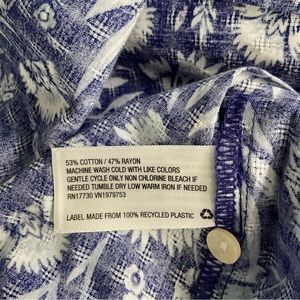 53% COTTON / 47% RAYON
MACHINE WASH COLD WITH LIKE COLORS
GENTLE CYCLE ONLY NON CHLORINE BLEACH IF
NEEDED TUMBLE DRY LOW WARM IRON IF NEEDED
RN17730 VN1979753
LABEL MADE FROM 100% RECYCLED PLASTIC